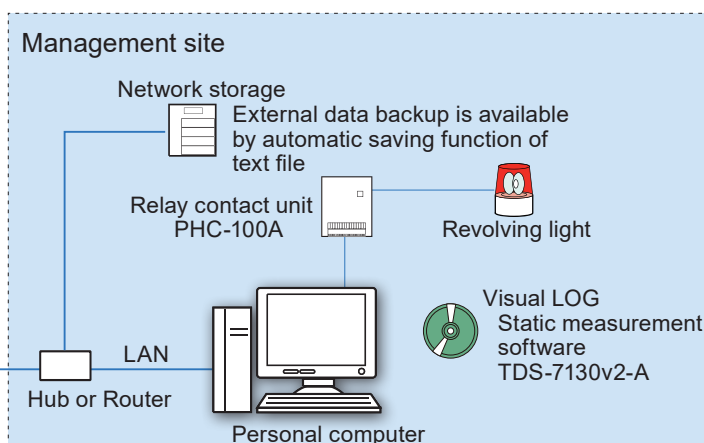 Management site
Network storage
External data backup is available
by automatic saving function of
text file
Relay contact unit
PHC-100A
Revolving light
Visual LOG
Static measurement
software
TDS-7130v2-A
LAN
Hub or Router
Personal computer